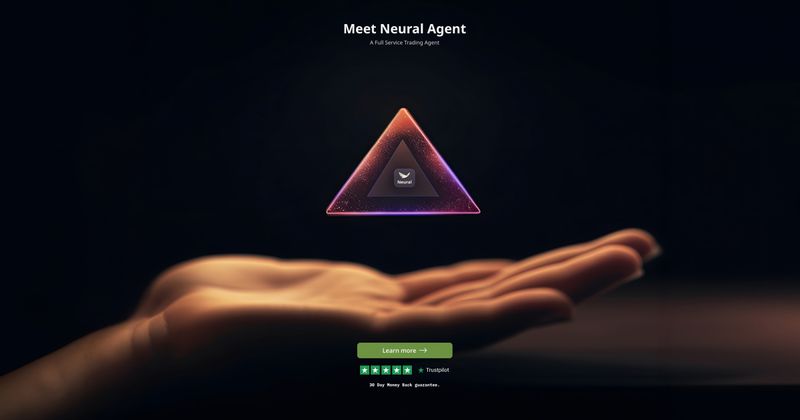 Meet Neural Agent
A Full Service Trading Agent
Neural
Learn more →
Trustpilot
30 Day Money Back guarantee.